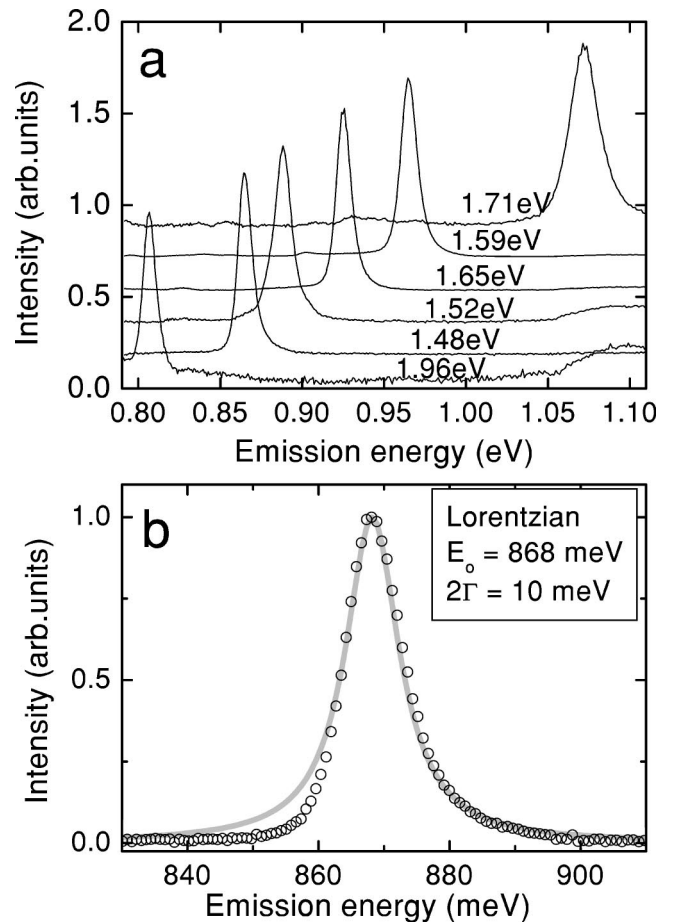 a
Intensity (arb.units)
2.0
1.5
1.0
0.5
0.0
1.71eV
1.59eV
1.65eV
1.52eV
1.48eV
1.96eV
0.80 0.85 0.90 0.95 1.00 1.05 1.10
Emission energy (eV)
b
Intensity (arb.units)
1.0
0.5
0.0
Lorentzian
E₀ = 868 meV
2Γ = 10 meV
840 860 880 900
Emission energy (meV)